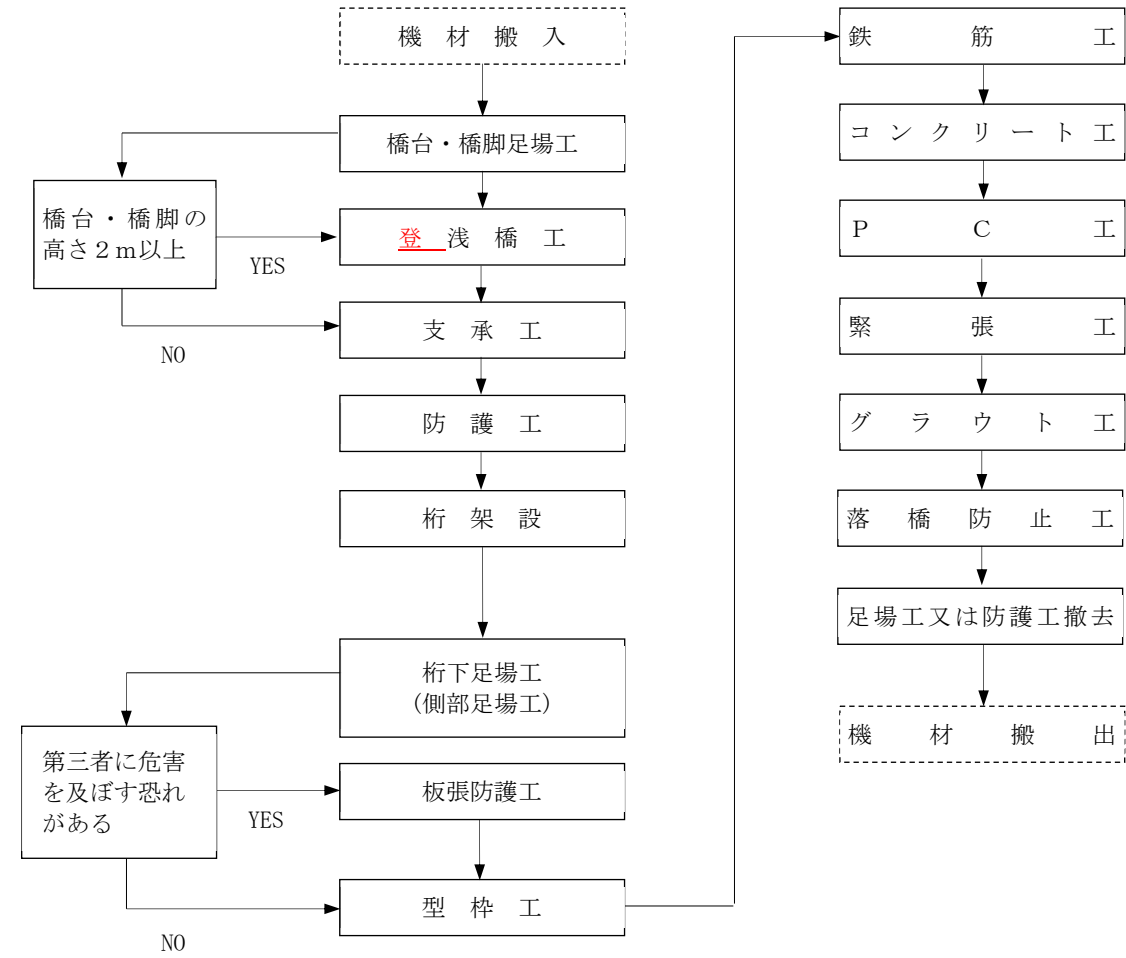 機材搬入
橋台・橋脚足場工
橋台・橋脚の
高さ2m以上
YES
登浅橋工
NO
支承工
防護工
桁架設
桁下足場工
(側部足場工)
第三者に危害
を及ぼす恐れ
がある
YES
板張防護工
NO
型枠工
鉄筋工
コンクリート工
PC工
緊張工
グラウト工
落橋防止工
足場工又は防護工撤去
機材搬出